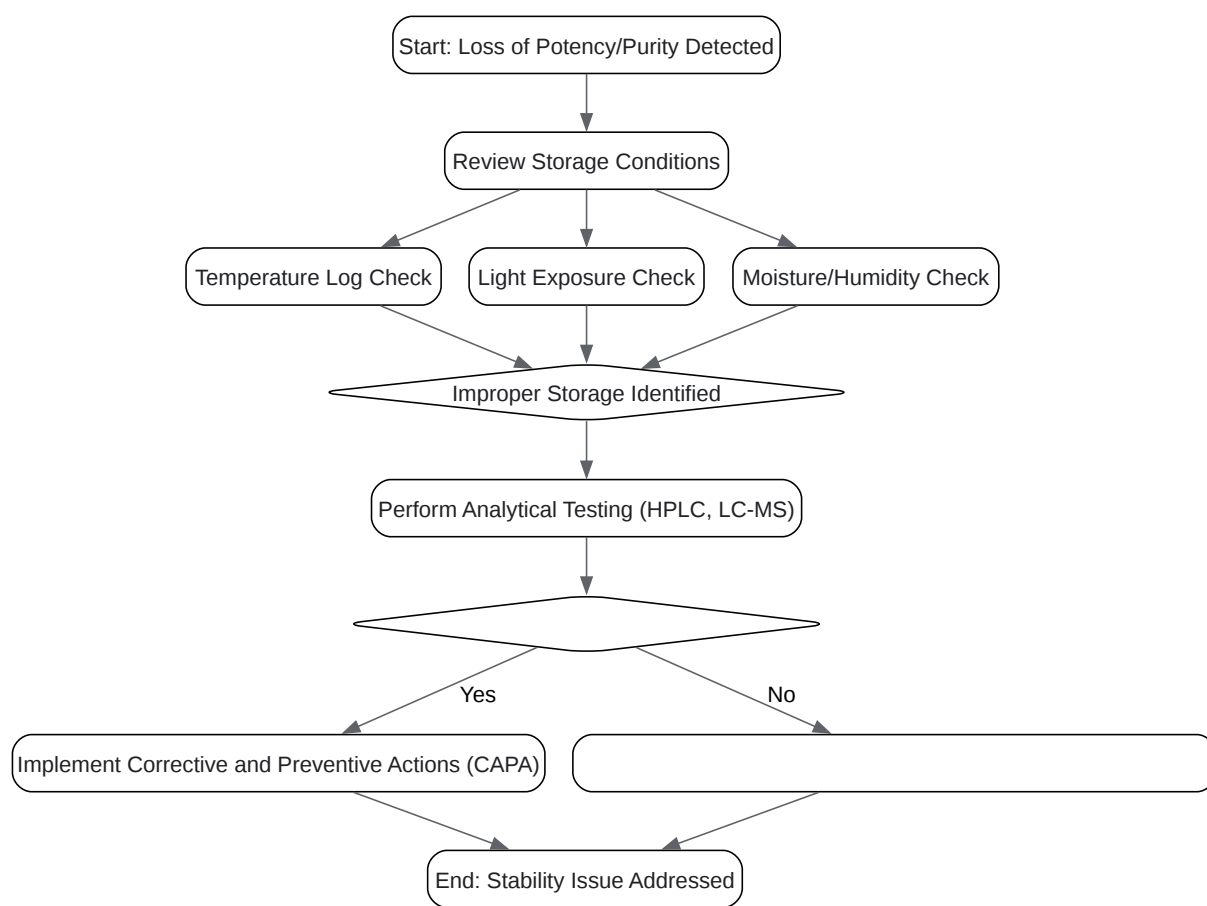 Start: Loss of Potency/Purity Detected
Review Storage Conditions
Temperature Log Check
Light Exposure Check
Moisture/Humidity Check
Improper Storage Identified
Perform Analytical Testing (HPLC, LC-MS)
Yes
No
Implement Corrective and Preventive Actions (CAPA)
End: Stability Issue Addressed